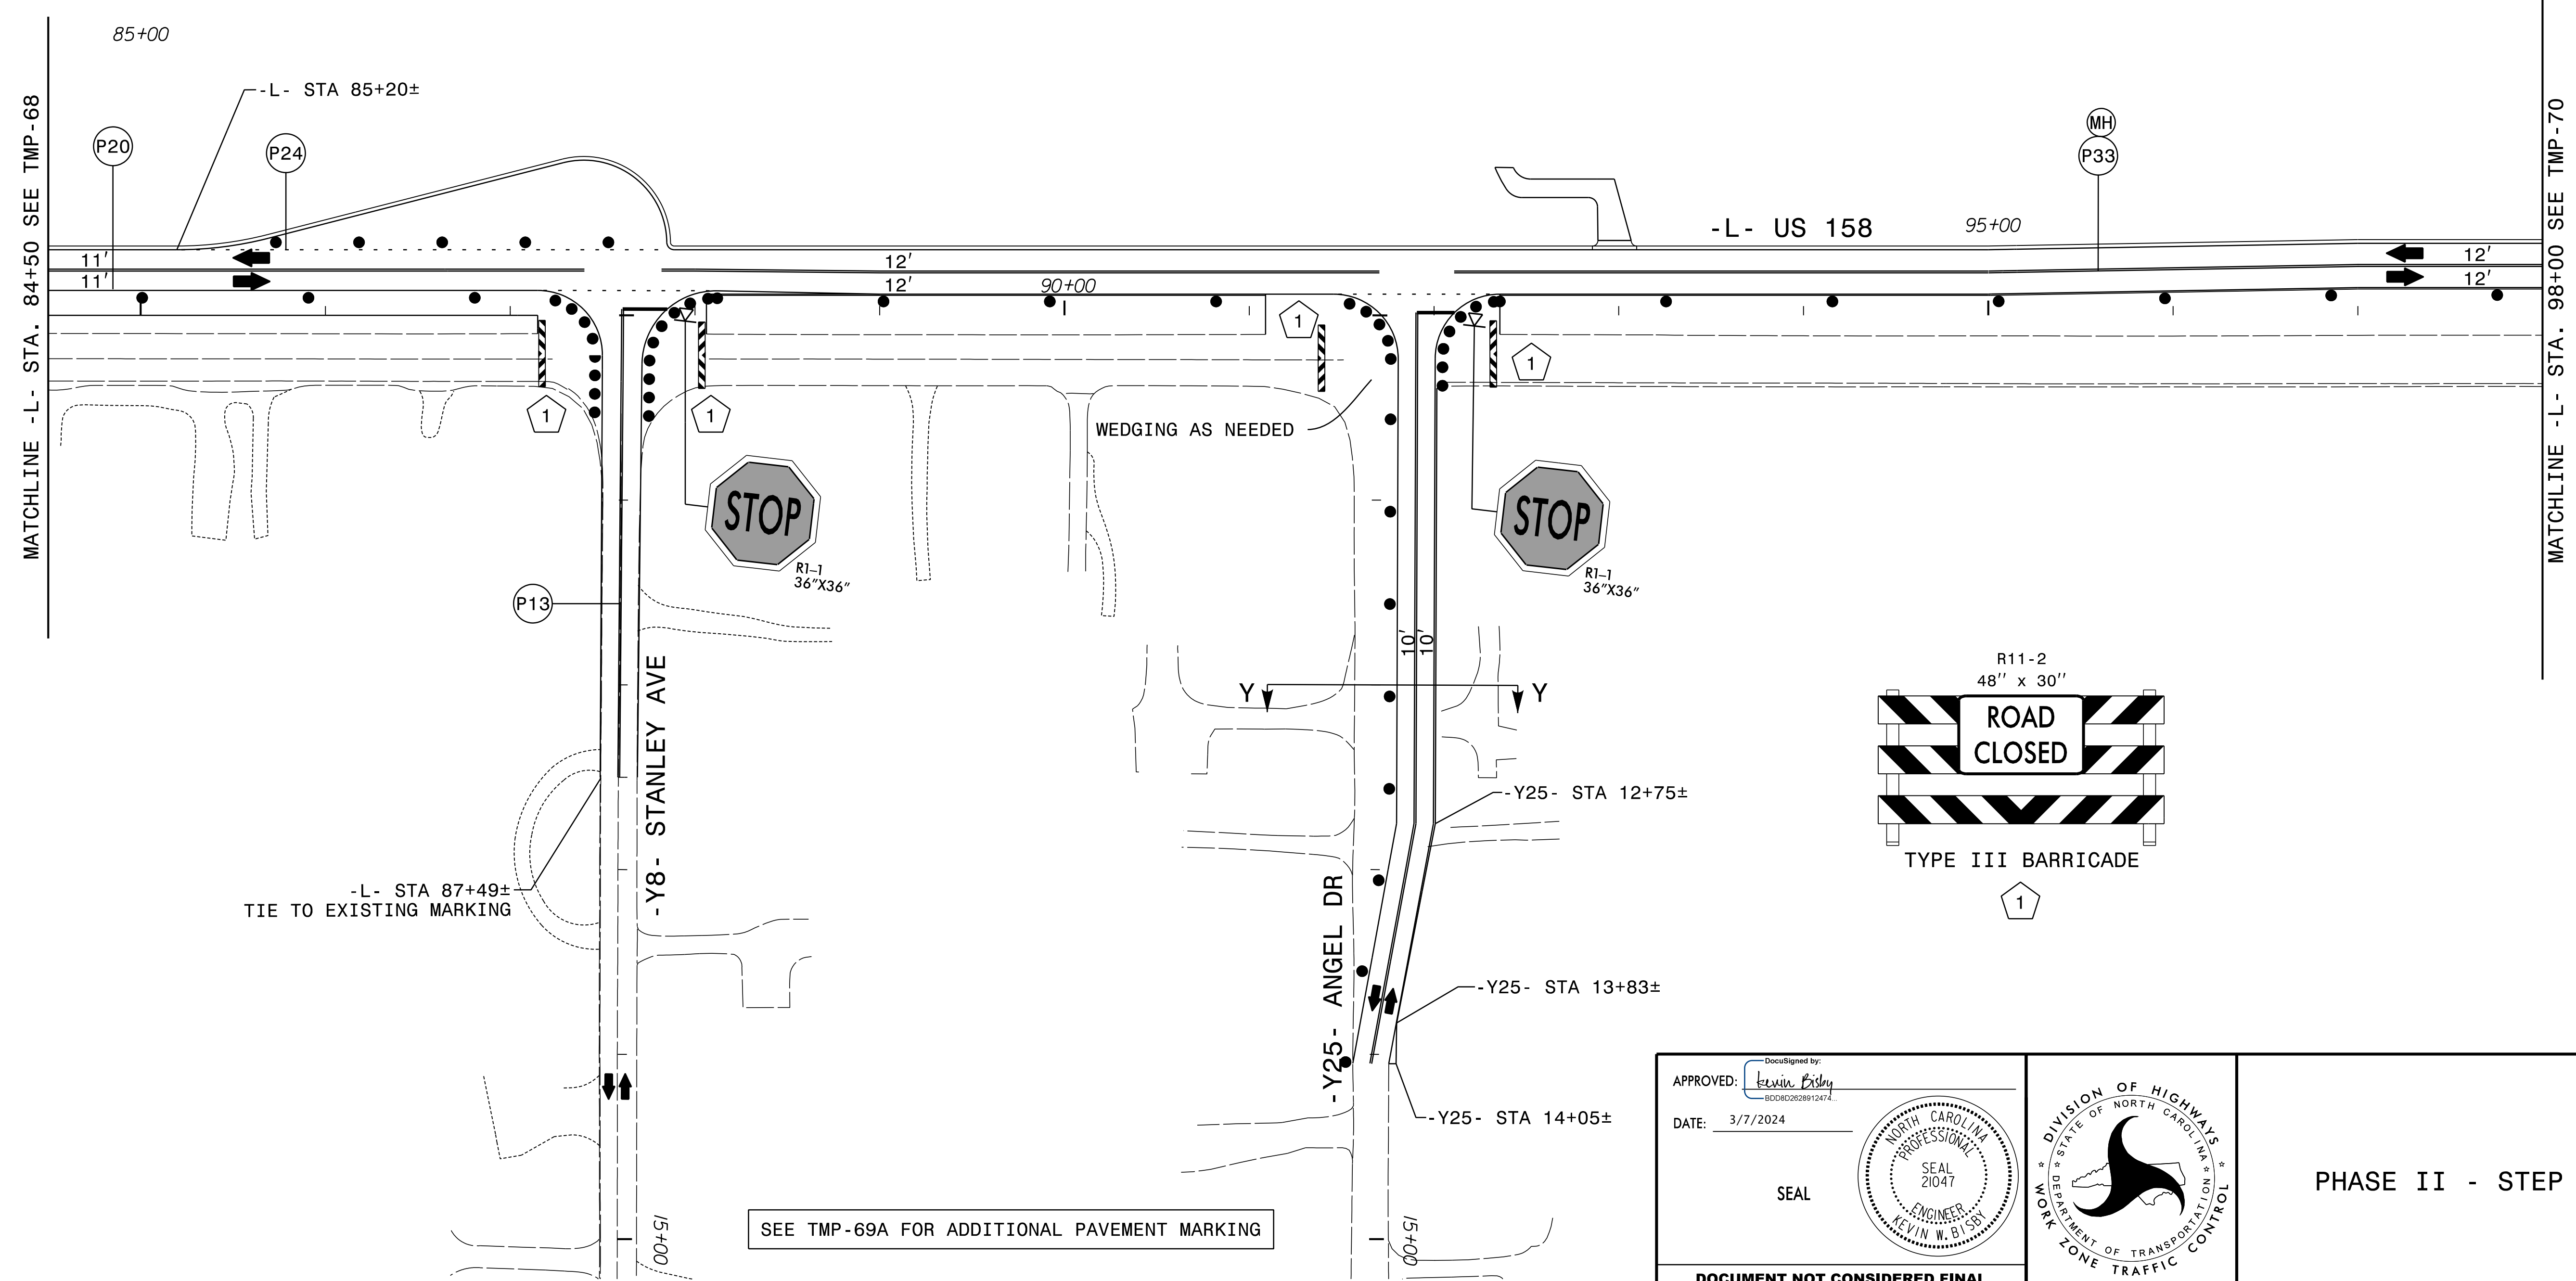 85+00
-L- STA 85+20±
MATCHLINE -L- STA. 84+50 SEE TMP-68
P20
P24
MH
P33
MATCHLINE -L- STA. 98+00 SEE TMP-70
-L- US 158
95+00
11'
11'
12'
12'
90+00
12'
12'
1
1
1
1
WEDGING AS NEEDED
STOP
R1-1
36"X36"
STOP
R1-1
36"X36"
P13
-Y8- STANLEY AVE
10'
10'
Y
Y
R11-2
48'' x 30''
ROAD
CLOSED
TYPE III BARRICADE
1
-Y25- STA 12+75±
-L- STA 87+49±
TIE TO EXISTING MARKING
-Y25- ANGEL DR
-Y25- STA 13+83±
-Y25- STA 14+05±
15+00
15+00
SEE TMP-69A FOR ADDITIONAL PAVEMENT MARKING
DocuSigned by:
APPROVED: Kevin Bisby
BDD8D2628912474...
DATE: 3/7/2024
SEAL
NORTH CAROLINA
PROFESSIONAL
SEAL
21047
ENGINEER
KEVIN W. BISBY
DOCUMENT NOT CONSIDERED FINAL
DIVISION OF HIGHWAYS
STATE OF NORTH CAROLINA
DEPARTMENT OF TRANSPORTATION
WORK ZONE TRAFFIC CONTROL
PHASE II - STEP